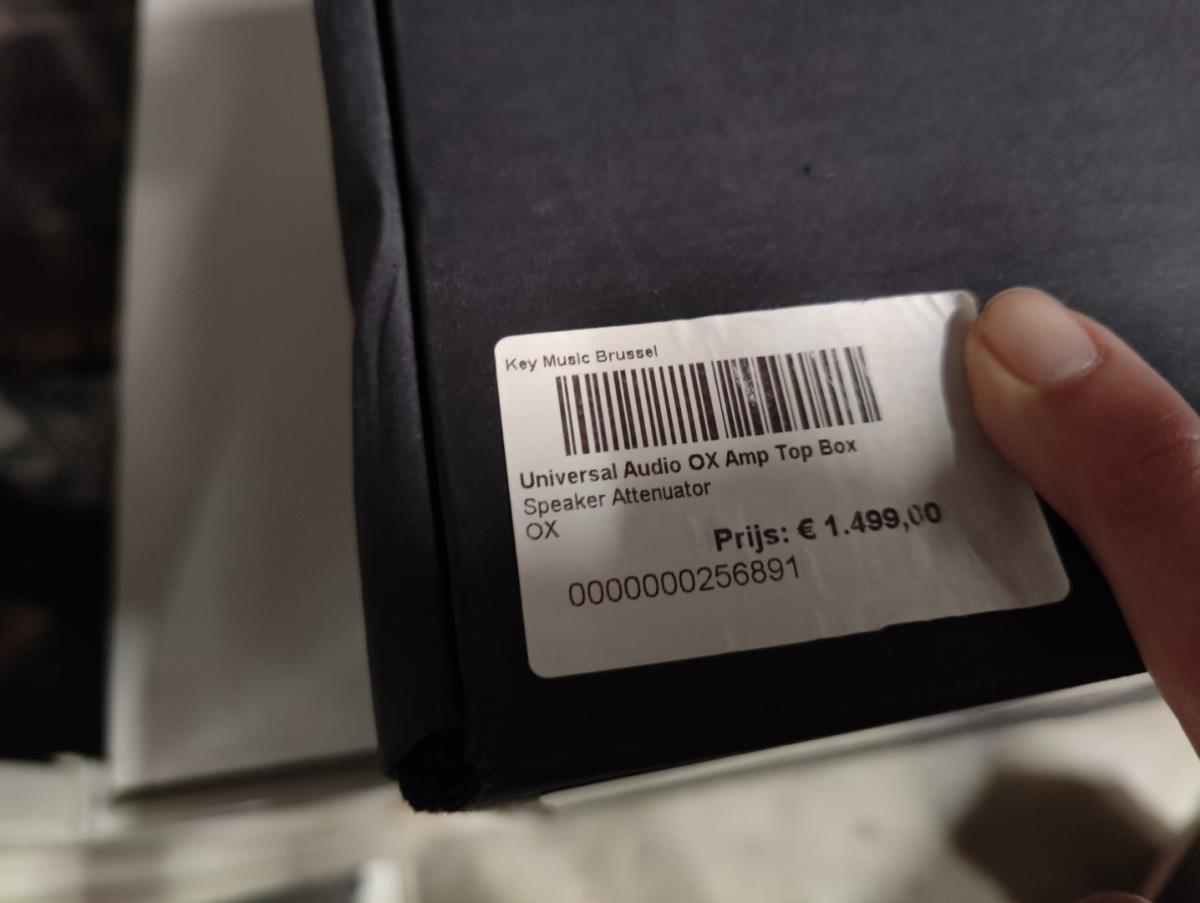 Key Music Brussel
Universal Audio OX Amp Top Box
Speaker Attenuator
OX
Prijs: € 1.499,00
0000000256891